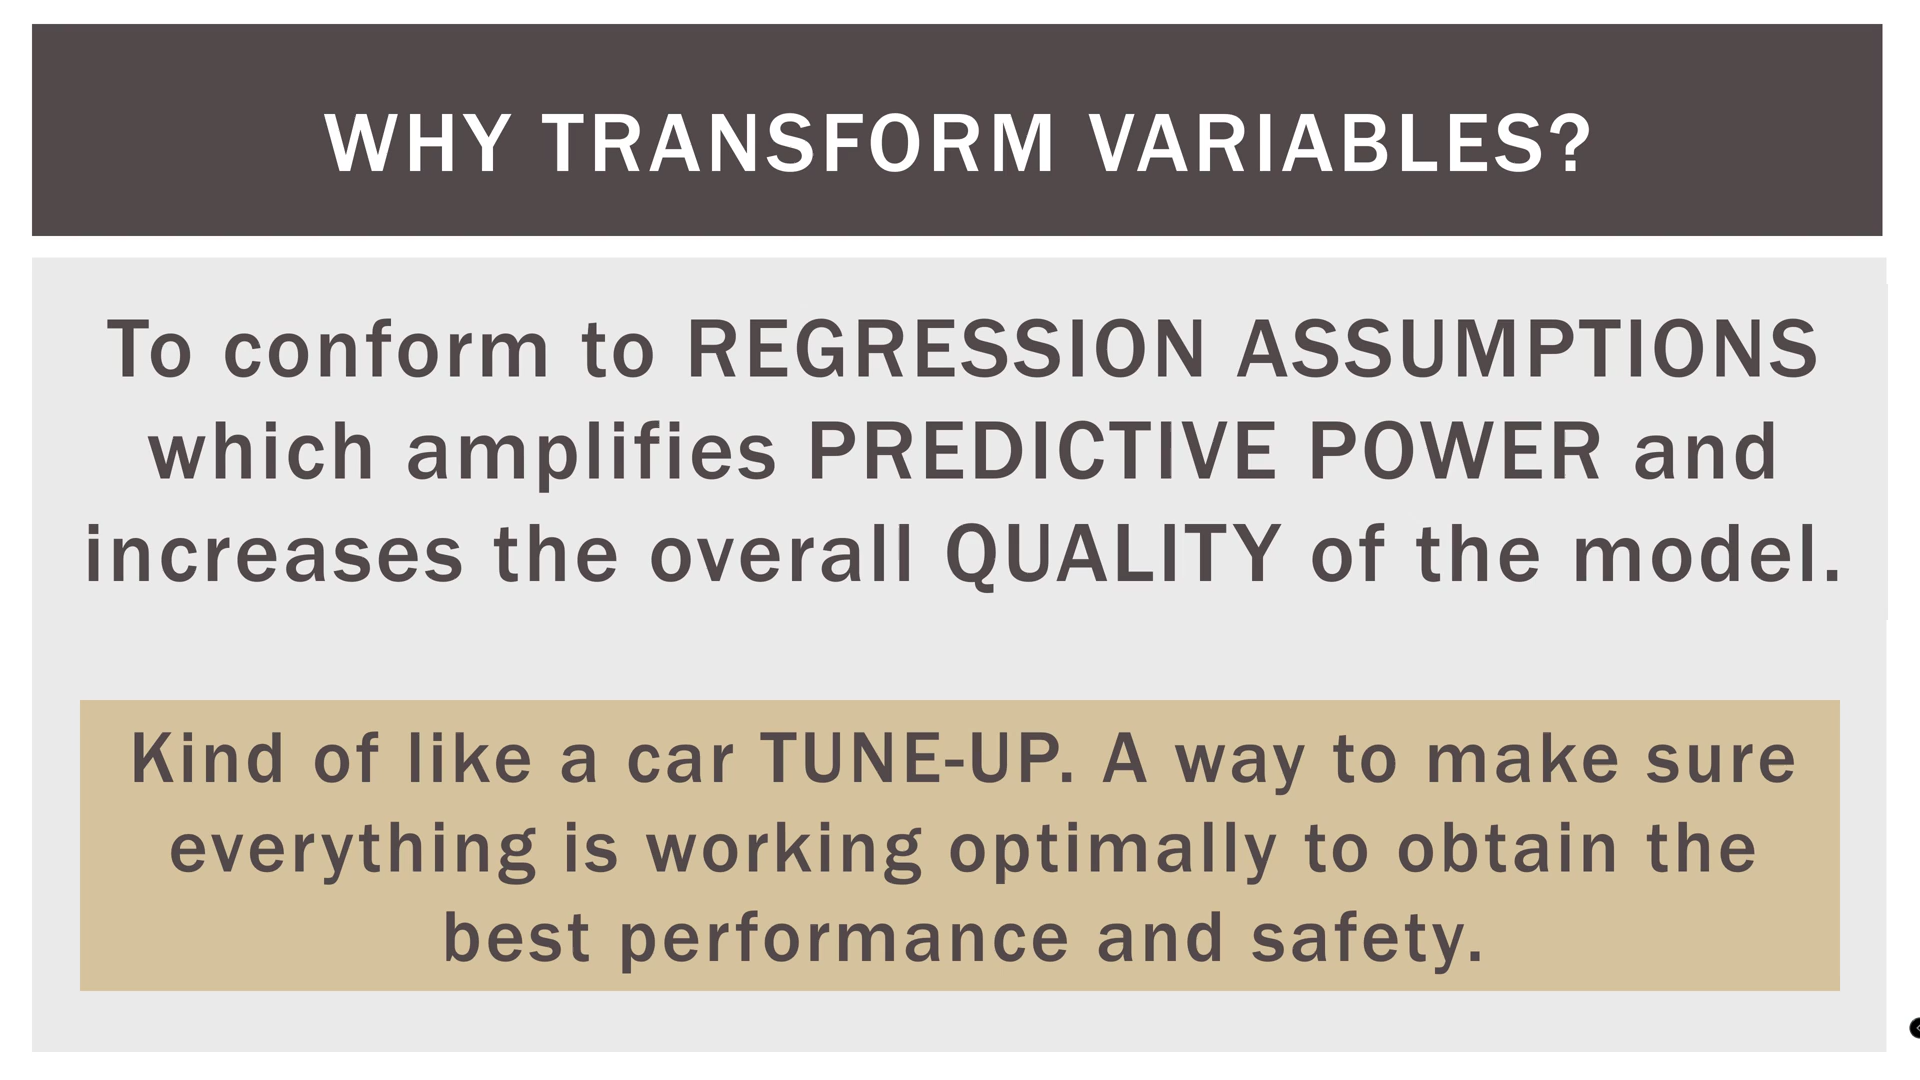 WHY TRANSFORM VARIABLES?
To conform to REGRESSION ASSUMPTIONS
which amplifies PREDICTIVE POWER and
increases the overall QUALITY of the model.
Kind of like a car TUNE-UP. A way to make sure
everything is working optimally to obtain the
best performance and safety.